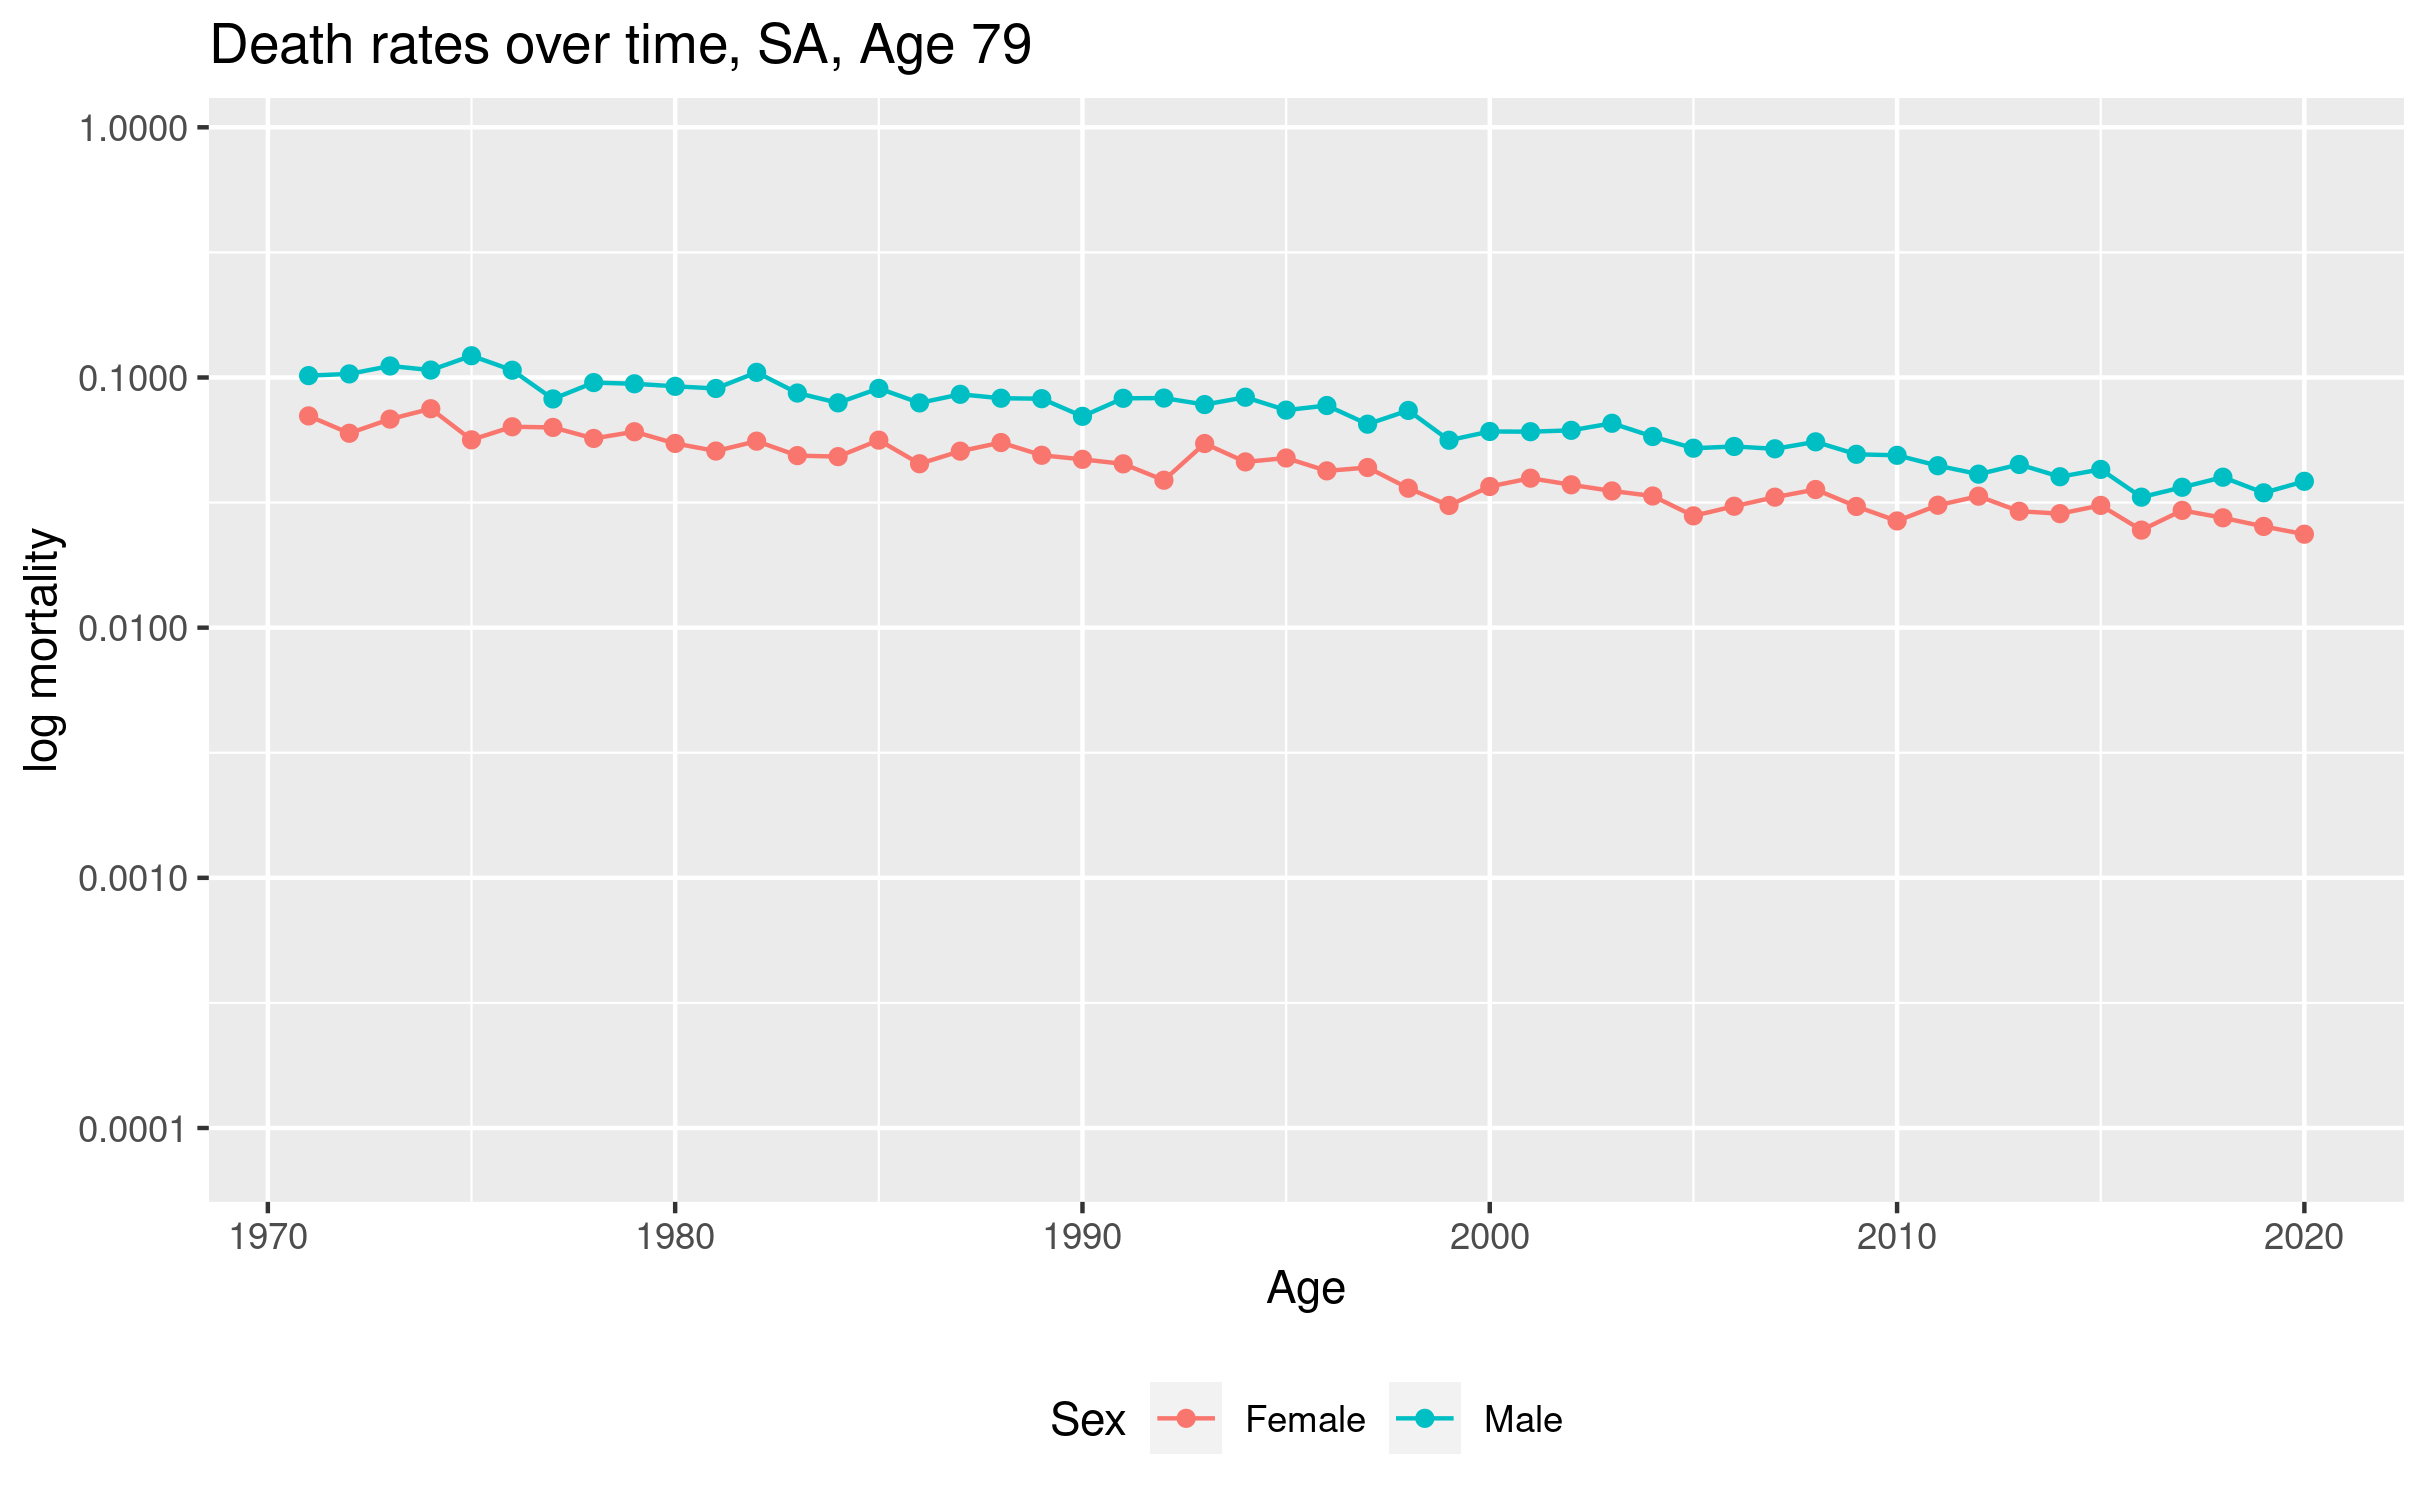 Death rates over time, SA, Age 79
log mortality
1.0000
0.1000
0.0100
0.0010
0.0001
1970 1980 1990 2000 2010 2020
Age
Sex Female Male